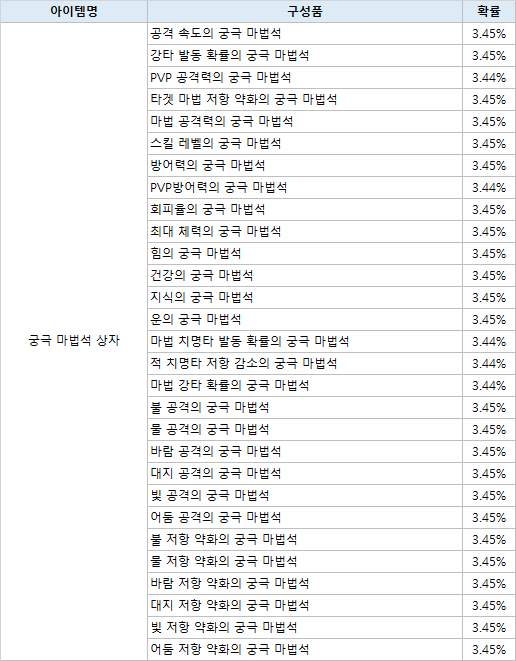 아이템명 구성품 확률
공격 속도의 궁극 마법석 3.45%
강타 발동 확률의 궁극 마법석 3.45%
PVP 공격력의 궁극 마법석 3.44%
타겟 마법 저항 약화의 궁극 마법석 3.45%
마법 공격력의 궁극 마법석 3.45%
스킬 레벨의 궁극 마법석 3.45%
방어력의 궁극 마법석 3.45%
PVP방어력의 궁극 마법석 3.44%
회피율의 궁극 마법석 3.45%
최대 체력의 궁극 마법석 3.45%
힘의 궁극 마법석 3.45%
건강의 궁극 마법석 3.45%
지식의 궁극 마법석 3.45%
운의 궁극 마법석 3.45%
궁극 마법석 상자 마법 치명타 발동 확률의 궁극 마법석 3.44%
적 치명타 저항 감소의 궁극 마법석 3.44%
마법 강타 확률의 궁극 마법석 3.44%
불 공격의 궁극 마법석 3.45%
물 공격의 궁극 마법석 3.45%
바람 공격의 궁극 마법석 3.45%
대지 공격의 궁극 마법석 3.45%
빛 공격의 궁극 마법석 3.45%
어둠 공격의 궁극 마법석 3.45%
불 저항 약화의 궁극 마법석 3.45%
물 저항 약화의 궁극 마법석 3.45%
바람 저항 약화의 궁극 마법석 3.45%
대지 저항 약화의 궁극 마법석 3.45%
빛 저항 약화의 궁극 마법석 3.45%
어둠 저항 약화의 궁극 마법석 3.45%